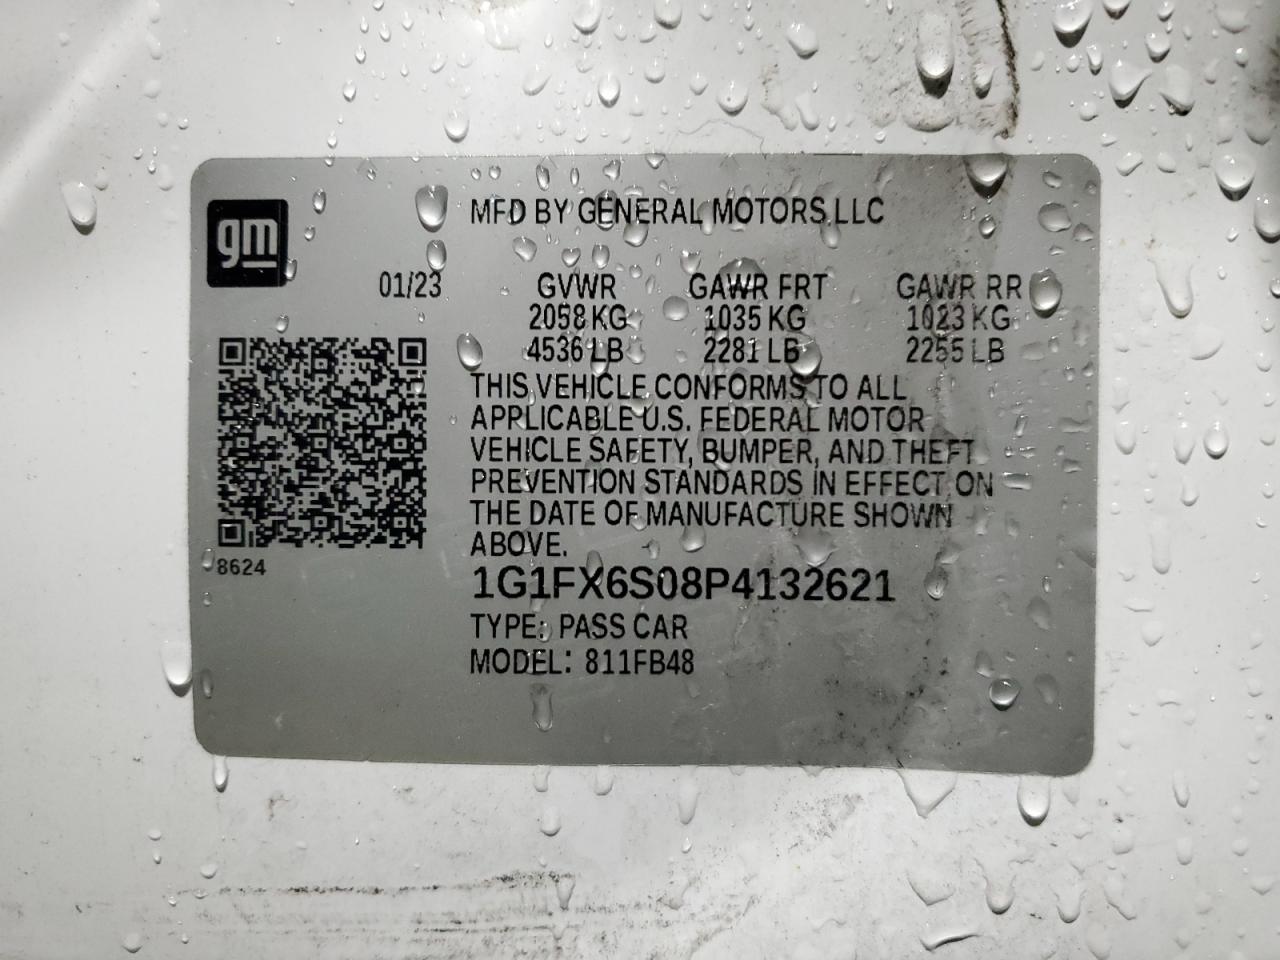 gm
MFD BY GENERAL MOTORS LLC
01/23 GVWR GAWR FRT GAWR RR
2058 KG 1035 KG 1023 KG
4536 LB 2281 LB 2255 LB
THIS VEHICLE CONFORMS TO ALL
APPLICABLE U.S. FEDERAL MOTOR
VEHICLE SAFETY, BUMPER, AND THEFT
PREVENTION STANDARDS IN EFFECT ON
THE DATE OF MANUFACTURE SHOWN
ABOVE.
8624
1G1FX6S08P4132621
TYPE: PASS CAR
MODEL: 811FB48